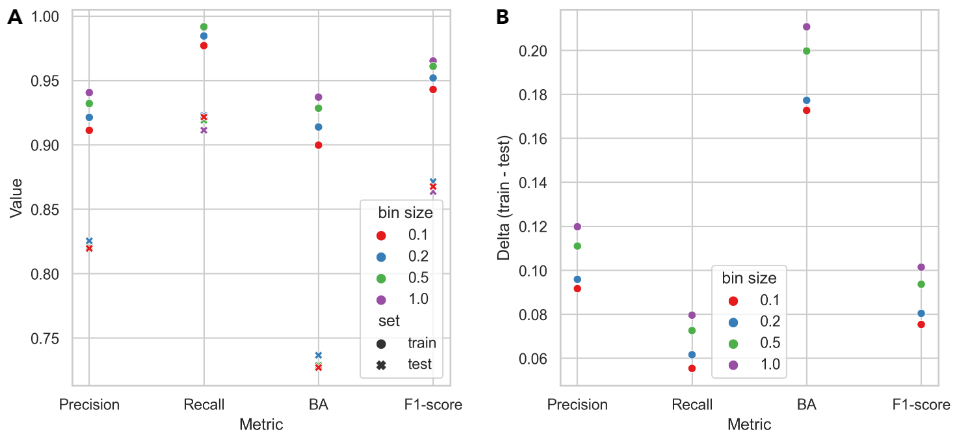 A
1.00
0.95
0.90
0.85
0.80
0.75
Value
bin size
0.1
0.2
0.5
1.0
set
train
test
Precision
Recall
BA
F1-score
Metric
B
0.20
0.18
0.16
0.14
0.12
0.10
0.08
0.06
Delta (train - test)
bin size
0.1
0.2
0.5
1.0
Precision
Recall
BA
F1-score
Metric